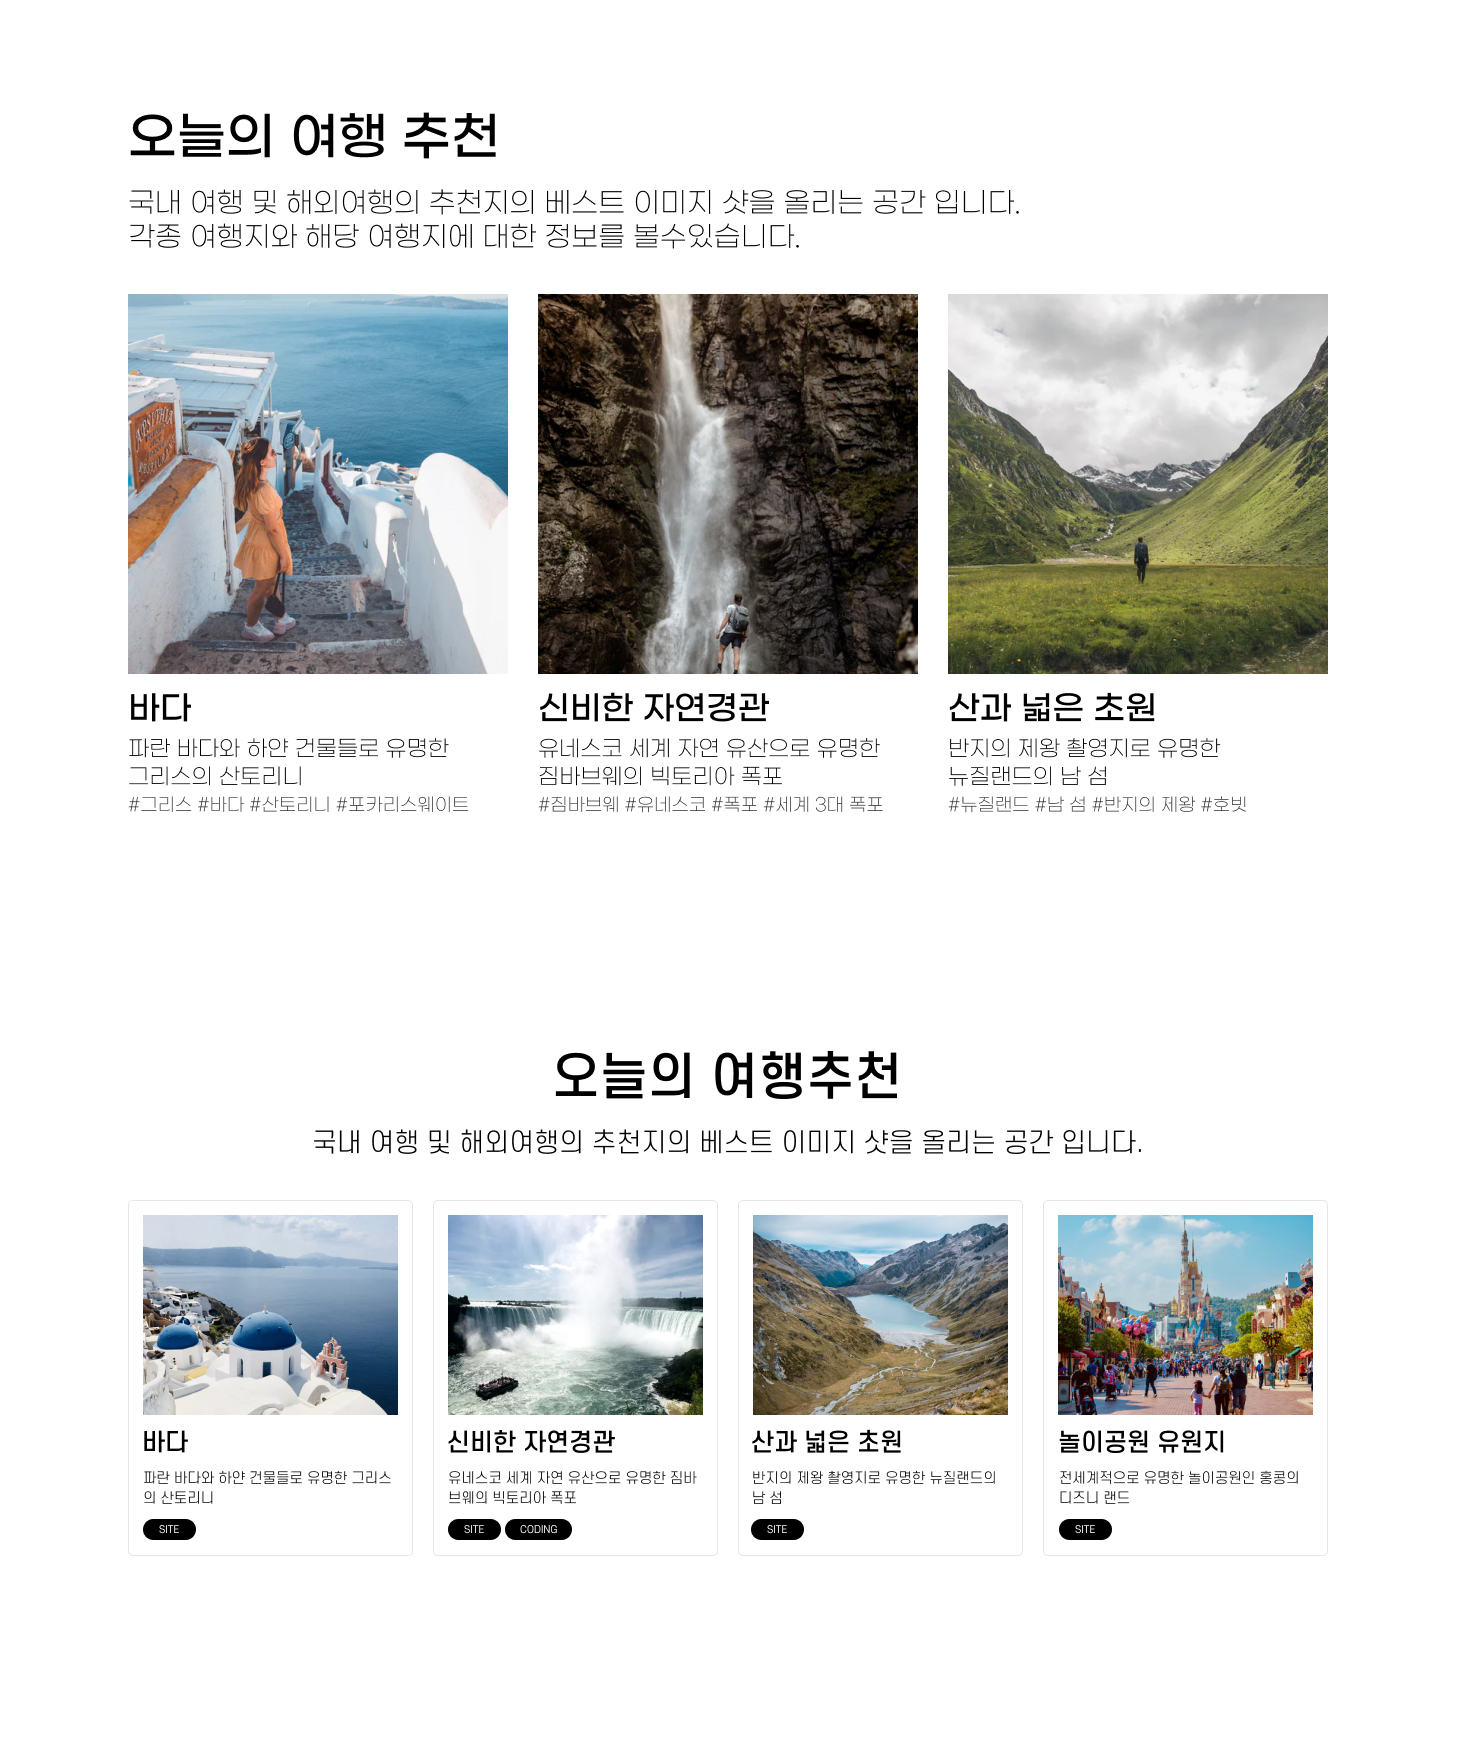 오늘의 여행 추천
국내 여행 및 해외여행의 추천지의 베스트 이미지 샷을 올리는 공간 입니다.
각종 여행지와 해당 여행지에 대한 정보를 볼수있습니다.
바다
파란 바다와 하얀 건물들로 유명한
그리스의 산토리니
#그리스 #바다 #산토리니 #포카리스웨이트
신비한 자연경관
유네스코 세계 자연 유산으로 유명한
짐바브웨의 빅토리아 폭포
#짐바브웨 #유네스코 #폭포 #세계 3대 폭포
산과 넓은 초원
반지의 제왕 촬영지로 유명한
뉴질랜드의 남 섬
#뉴질랜드 #남 섬 #반지의 제왕 #호빗
오늘의 여행추천
국내 여행 및 해외여행의 추천지의 베스트 이미지 샷을 올리는 공간 입니다.
바다
파란 바다와 하얀 건물들로 유명한 그리스
의 산토리니
SITE
신비한 자연경관
유네스코 세계 자연 유산으로 유명한 짐바
브웨의 빅토리아 폭포
SITE CODING
산과 넓은 초원
반지의 제왕 촬영지로 유명한 뉴질랜드의
남 섬
SITE
놀이공원 유원지
전세계적으로 유명한 놀이공원인 홍콩의
디즈니 랜드
SITE